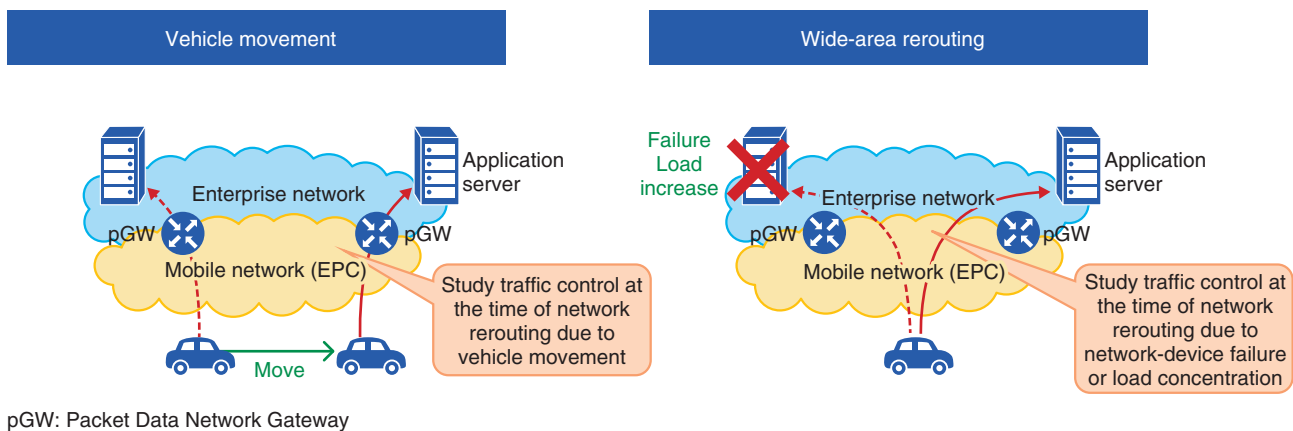 Vehicle movement
Application
server
Enterprise network
pGW
pGW
Mobile network (EPC)
Study traffic control at
the time of network
rerouting due to
vehicle movement
Move
Wide-area rerouting
Failure
Load
increase
Application
server
Enterprise network
pGW
pGW
Mobile network (EPC)
Study traffic control at
the time of network
rerouting due to
network-device failure
or load concentration
pGW: Packet Data Network Gateway